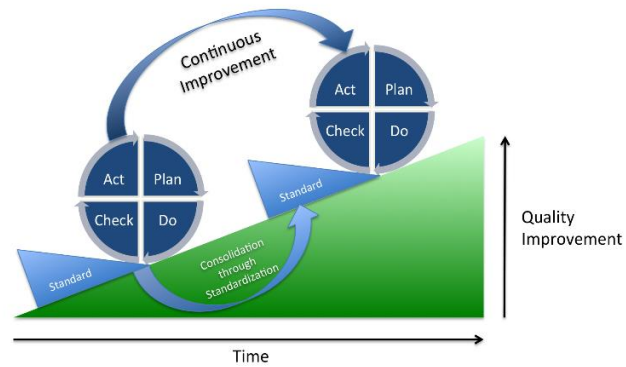 Continuous
Improvement
Act
Plan
Check
Do
Act
Plan
Check
Do
Standard
Standard
Consolidation
through
Standardization
Quality
Improvement
Time